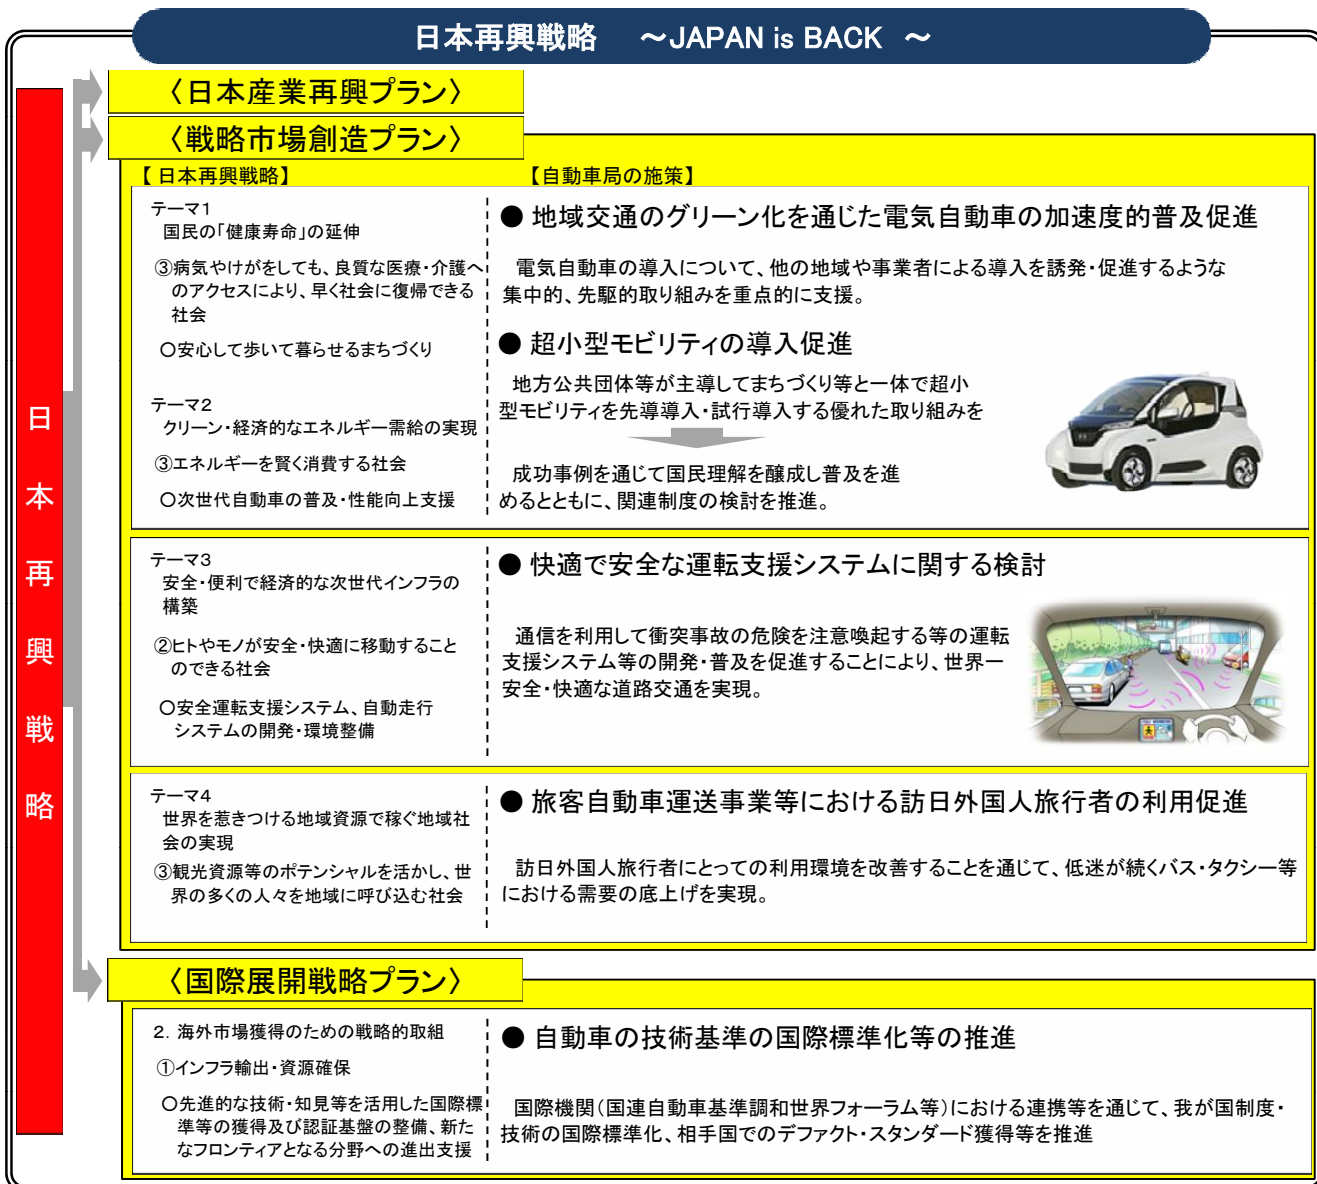 日本再興戦略　～JAPAN is BACK　～
〈日本産業再興プラン〉
〈戦略市場創造プラン〉
【 日本再興戦略】
【自動車局の施策】
テーマ1
国民の「健康寿命」の延伸
③病気やけがをしても、良質な医療・介護へ
のアクセスにより、早く社会に復帰できる
社会
○安心して歩いて暮らせるまちづくり
テーマ2
クリーン・経済的なエネルギー需給の実現
③エネルギーを賢く消費する社会
○次世代自動車の普及・性能向上支援
● 地域交通のグリーン化を通じた電気自動車の加速度的普及促進
電気自動車の導入について、他の地域や事業者による導入を誘発・促進するような
集中的、先駆的取り組みを重点的に支援。
● 超小型モビリティの導入促進
地方公共団体等が主導してまちづくり等と一体で超小
型モビリティを先導導入・試行導入する優れた取り組みを
成功事例を通じて国民理解を醸成し普及を進
めるとともに、関連制度の検討を推進。
テーマ3
安全・便利で経済的な次世代インフラの
構築
②ヒトやモノが安全・快適に移動すること
のできる社会
○安全運転支援システム、自動走行
システムの開発・環境整備
● 快適で安全な運転支援システムに関する検討
通信を利用して衝突事故の危険を注意喚起する等の運転
支援システム等の開発・普及を促進することにより、世界一
安全・快適な道路交通を実現。
テーマ4
世界を惹きつける地域資源で稼ぐ地域社
会の実現
③観光資源等のポテンシャルを活かし、世
界の多くの人々を地域に呼び込む社会
● 旅客自動車運送事業等における訪日外国人旅行者の利用促進
訪日外国人旅行者にとっての利用環境を改善することを通じて、低迷が続くバス・タクシー等
における需要の底上げを実現。
〈国際展開戦略プラン〉
2．海外市場獲得のための戦略的取組
①インフラ輸出・資源確保
○先進的な技術・知見等を活用した国際標
準等の獲得及び認証基盤の整備、新た
なフロンティアとなる分野への進出支援
● 自動車の技術基準の国際標準化等の推進
国際機関（国連自動車基準調和世界フォーラム等）における連携等を通じて、我が国制度・
技術の国際標準化、相手国でのデファクト・スタンダード獲得等を推進
日本再興戦略